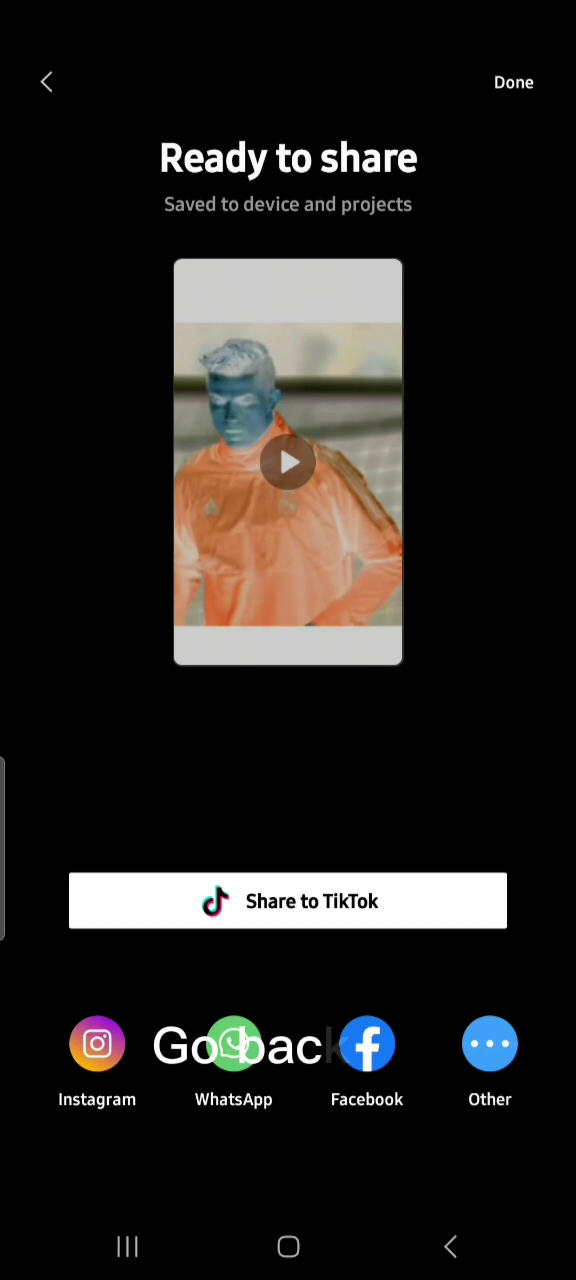 Done
Ready to share
Saved to device and projects
Share to TikTok
Go back
Instagram
WhatsApp
Facebook
Other